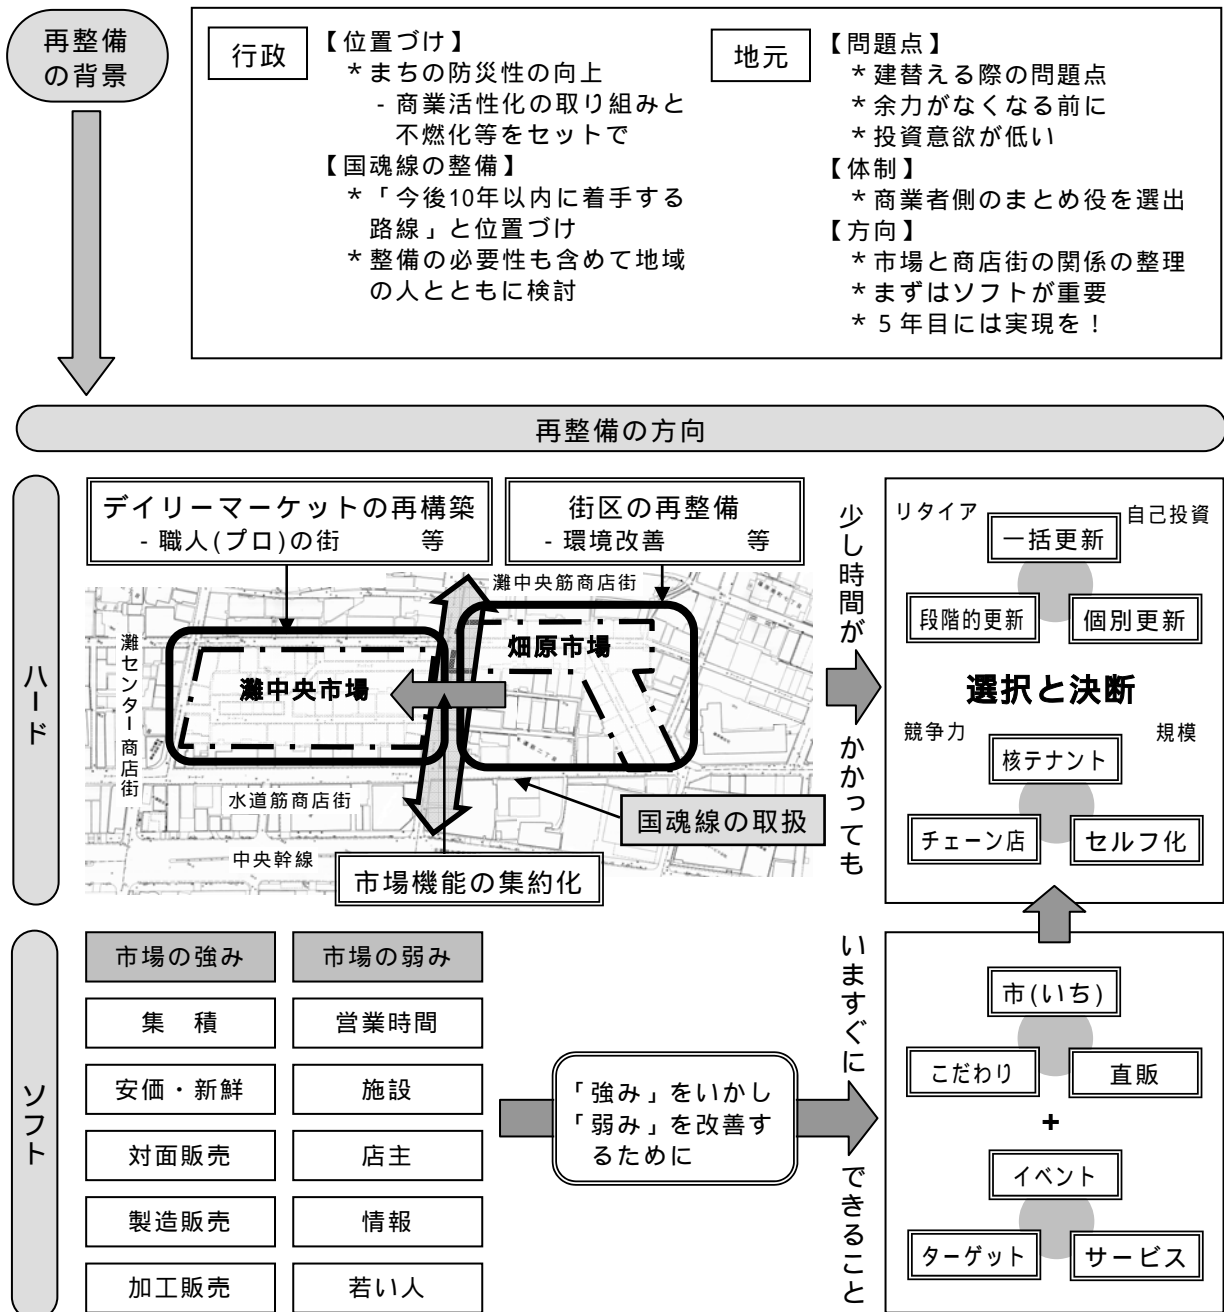 再整備
の背景
行政
【位置づけ】
＊まちの防災性の向上
- 商業活性化の取り組みと
不燃化等をセットで
【国魂線の整備】
＊「今後10年以内に着手する
路線」と位置づけ
＊整備の必要性も含めて地域
の人とともに検討
地元
【問題点】
＊建替える際の問題点
＊余力がなくなる前に
＊投資意欲が低い
【体制】
＊商業者側のまとめ役を選出
【方向】
＊市場と商店街の関係の整理
＊まずはソフトが重要
＊５年目には実現を！
再整備の方向
ハード
デイリーマーケットの再構築
- 職人(プロ)の街　　等
街区の再整備
- 環境改善　　等
灘中央筋商店街
灘センター商店街
灘中央市場
畑原市場
水道筋商店街
中央幹線
国魂線の取扱
市場機能の集約化
少し時間が
かかっても
リタイア
自己投資
一括更新
段階的更新
個別更新
選択と決断
競争力
規模
核テナント
チェーン店
セルフ化
ソフト
市場の強み
集　積
安価・新鮮
対面販売
製造販売
加工販売
市場の弱み
営業時間
施設
店主
情報
若い人
「強み」をいかし
「弱み」を改善す
るために
いますぐに
できること
市(いち)
こだわり
直販
+
イベント
ターゲット
サービス